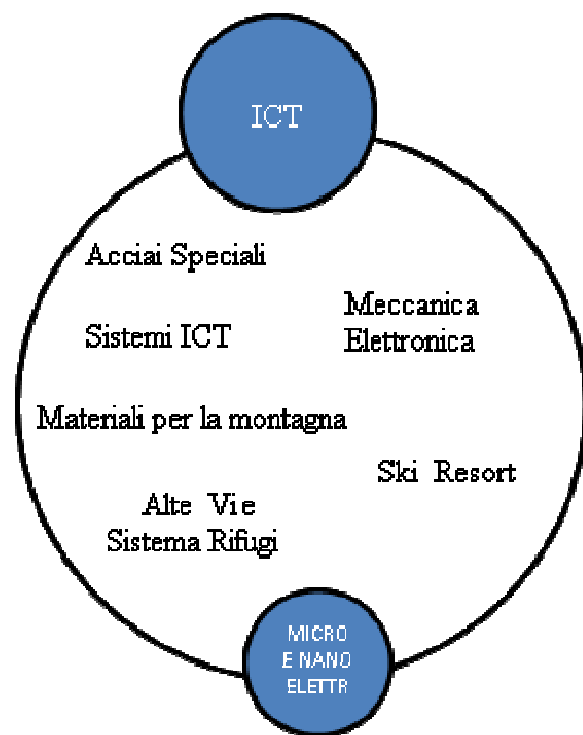 ICT
Acciai Speciali
Meccanica
Elettronica
Sistemi ICT
Materiali per la montagna
Ski Resort
Alte Vie
Sistema Rifugi
MICRO
E NANO
ELETTR